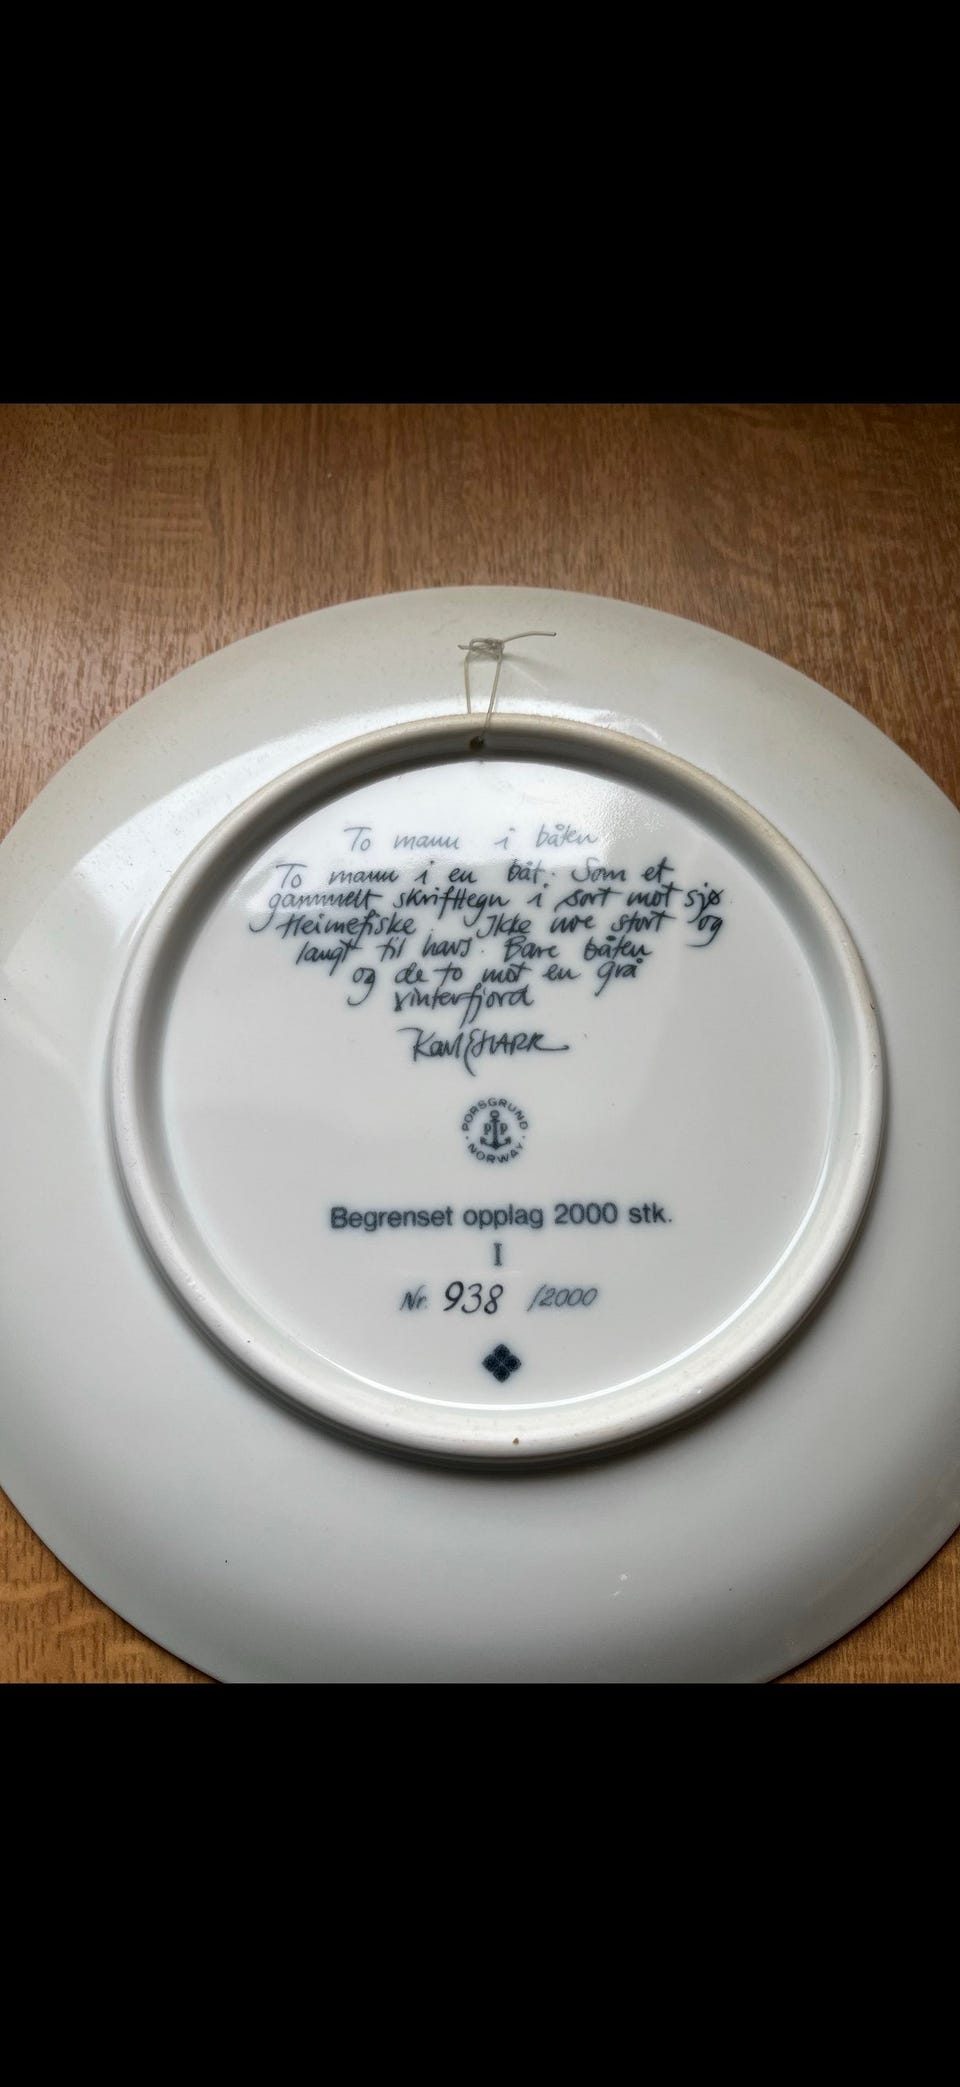 To mann i båten
To mann i en båt. Som et
gammelt skrifttegn i sort mot sjø
Heimefiske. Ikke noe stort og
langt til havs. Bare båten
og de to mot en grå
vinterfjord
Karl Erik Harr
PORSGRUND
PP
NORWAY
Begrenset opplag 2000 stk.
I
Nr. 938 /2000